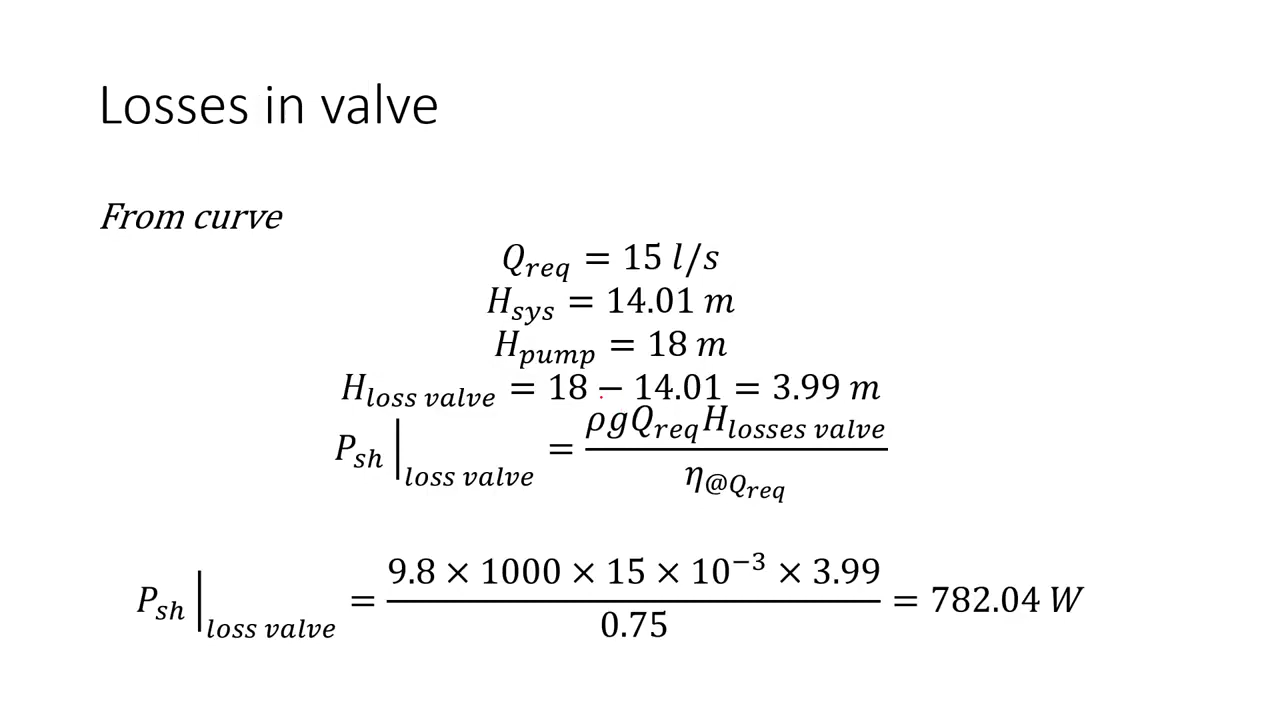 Losses in valve
From curve
Q_req = 15 l/s
H_sys = 14.01 m
H_pump = 18 m
H_loss valve = 18 − 14.01 = 3.99 m
P_sh |_loss valve = ρgQ_req H_losses valve / η_@Q_req
P_sh |_loss valve = 9.8 × 1000 × 15 × 10^−3 × 3.99 / 0.75 = 782.04 W